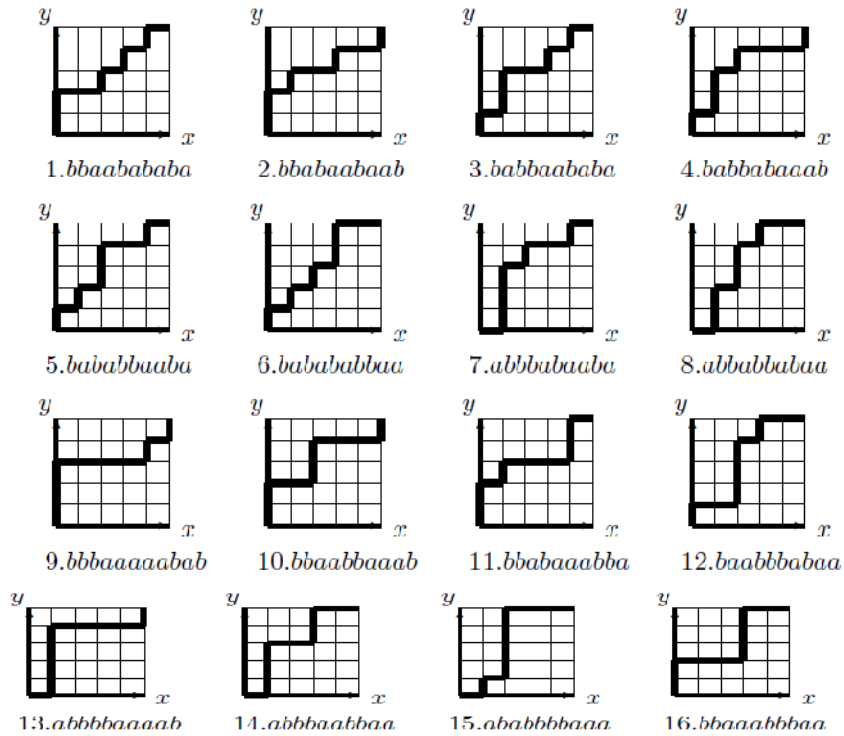 y y y y
x x x x
1.bbaabababa 2.bbabaabaab 3.babbaababa 4.babbabaaab
y y y y
x x x x
5.bababbaaba 6.babababbaa 7.abbbabaaba 8.abbabbabaa
y y y y
x x x x
9.bbbaaaaabab 10.bbaabbaaab 11.bbabaaabba 12.baabbbabaa
y y y y
x x x x
13.abbbbaaaab 14.abbbaabbaa 15.ababbbbaaa 16.bbaaabbbaa